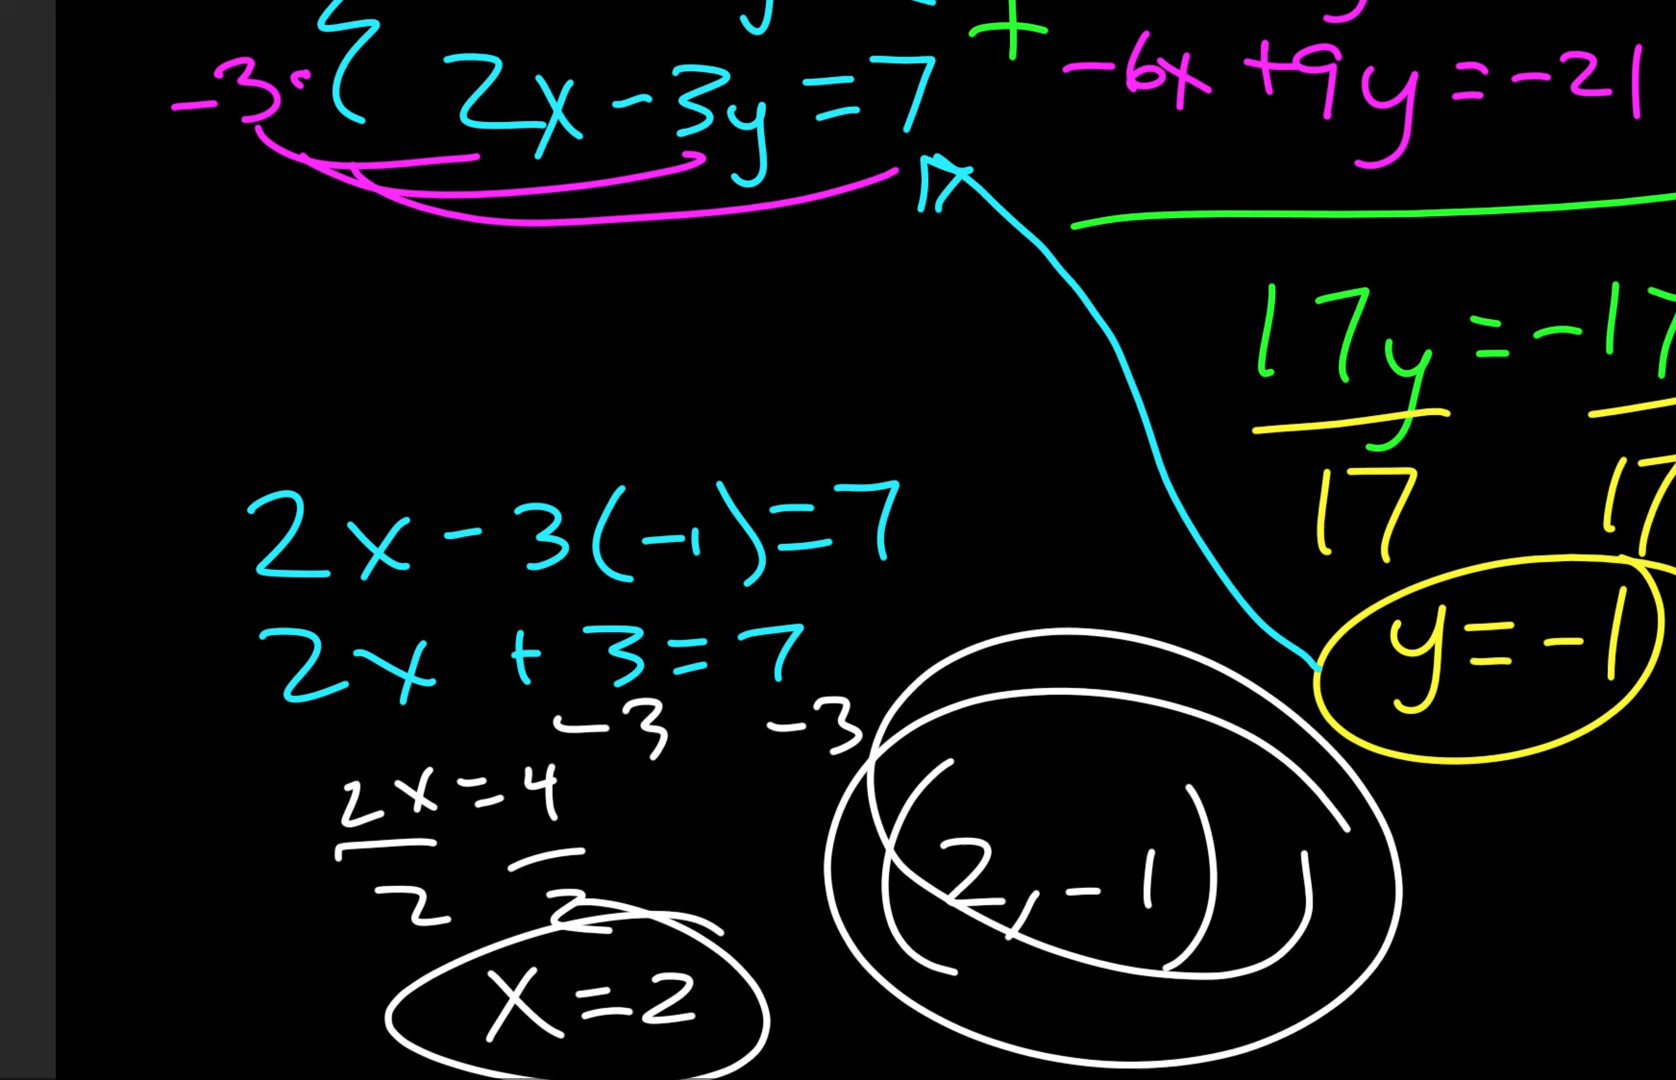 -3·{ 2x - 3y = 7
+ -6x + 9y = -21
17y = -17
17 17
y = -1
2x - 3(-1) = 7
2x + 3 = 7
-3 -3
2x = 4
2 2
x = 2
(2, -1)